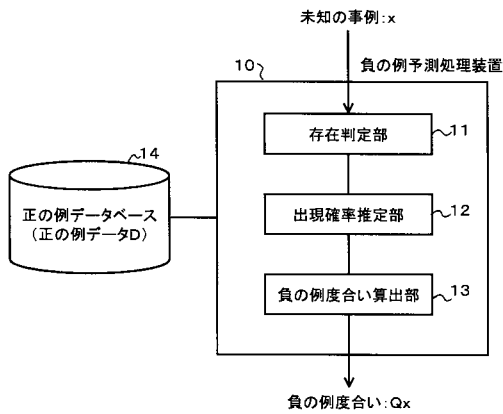 未知の事例:x
10
負の例予測処理装置
存在判定部
11
14
正の例データベース
(正の例データD)
出現確率推定部
12
負の例度合い算出部
13
負の例度合い:Qx